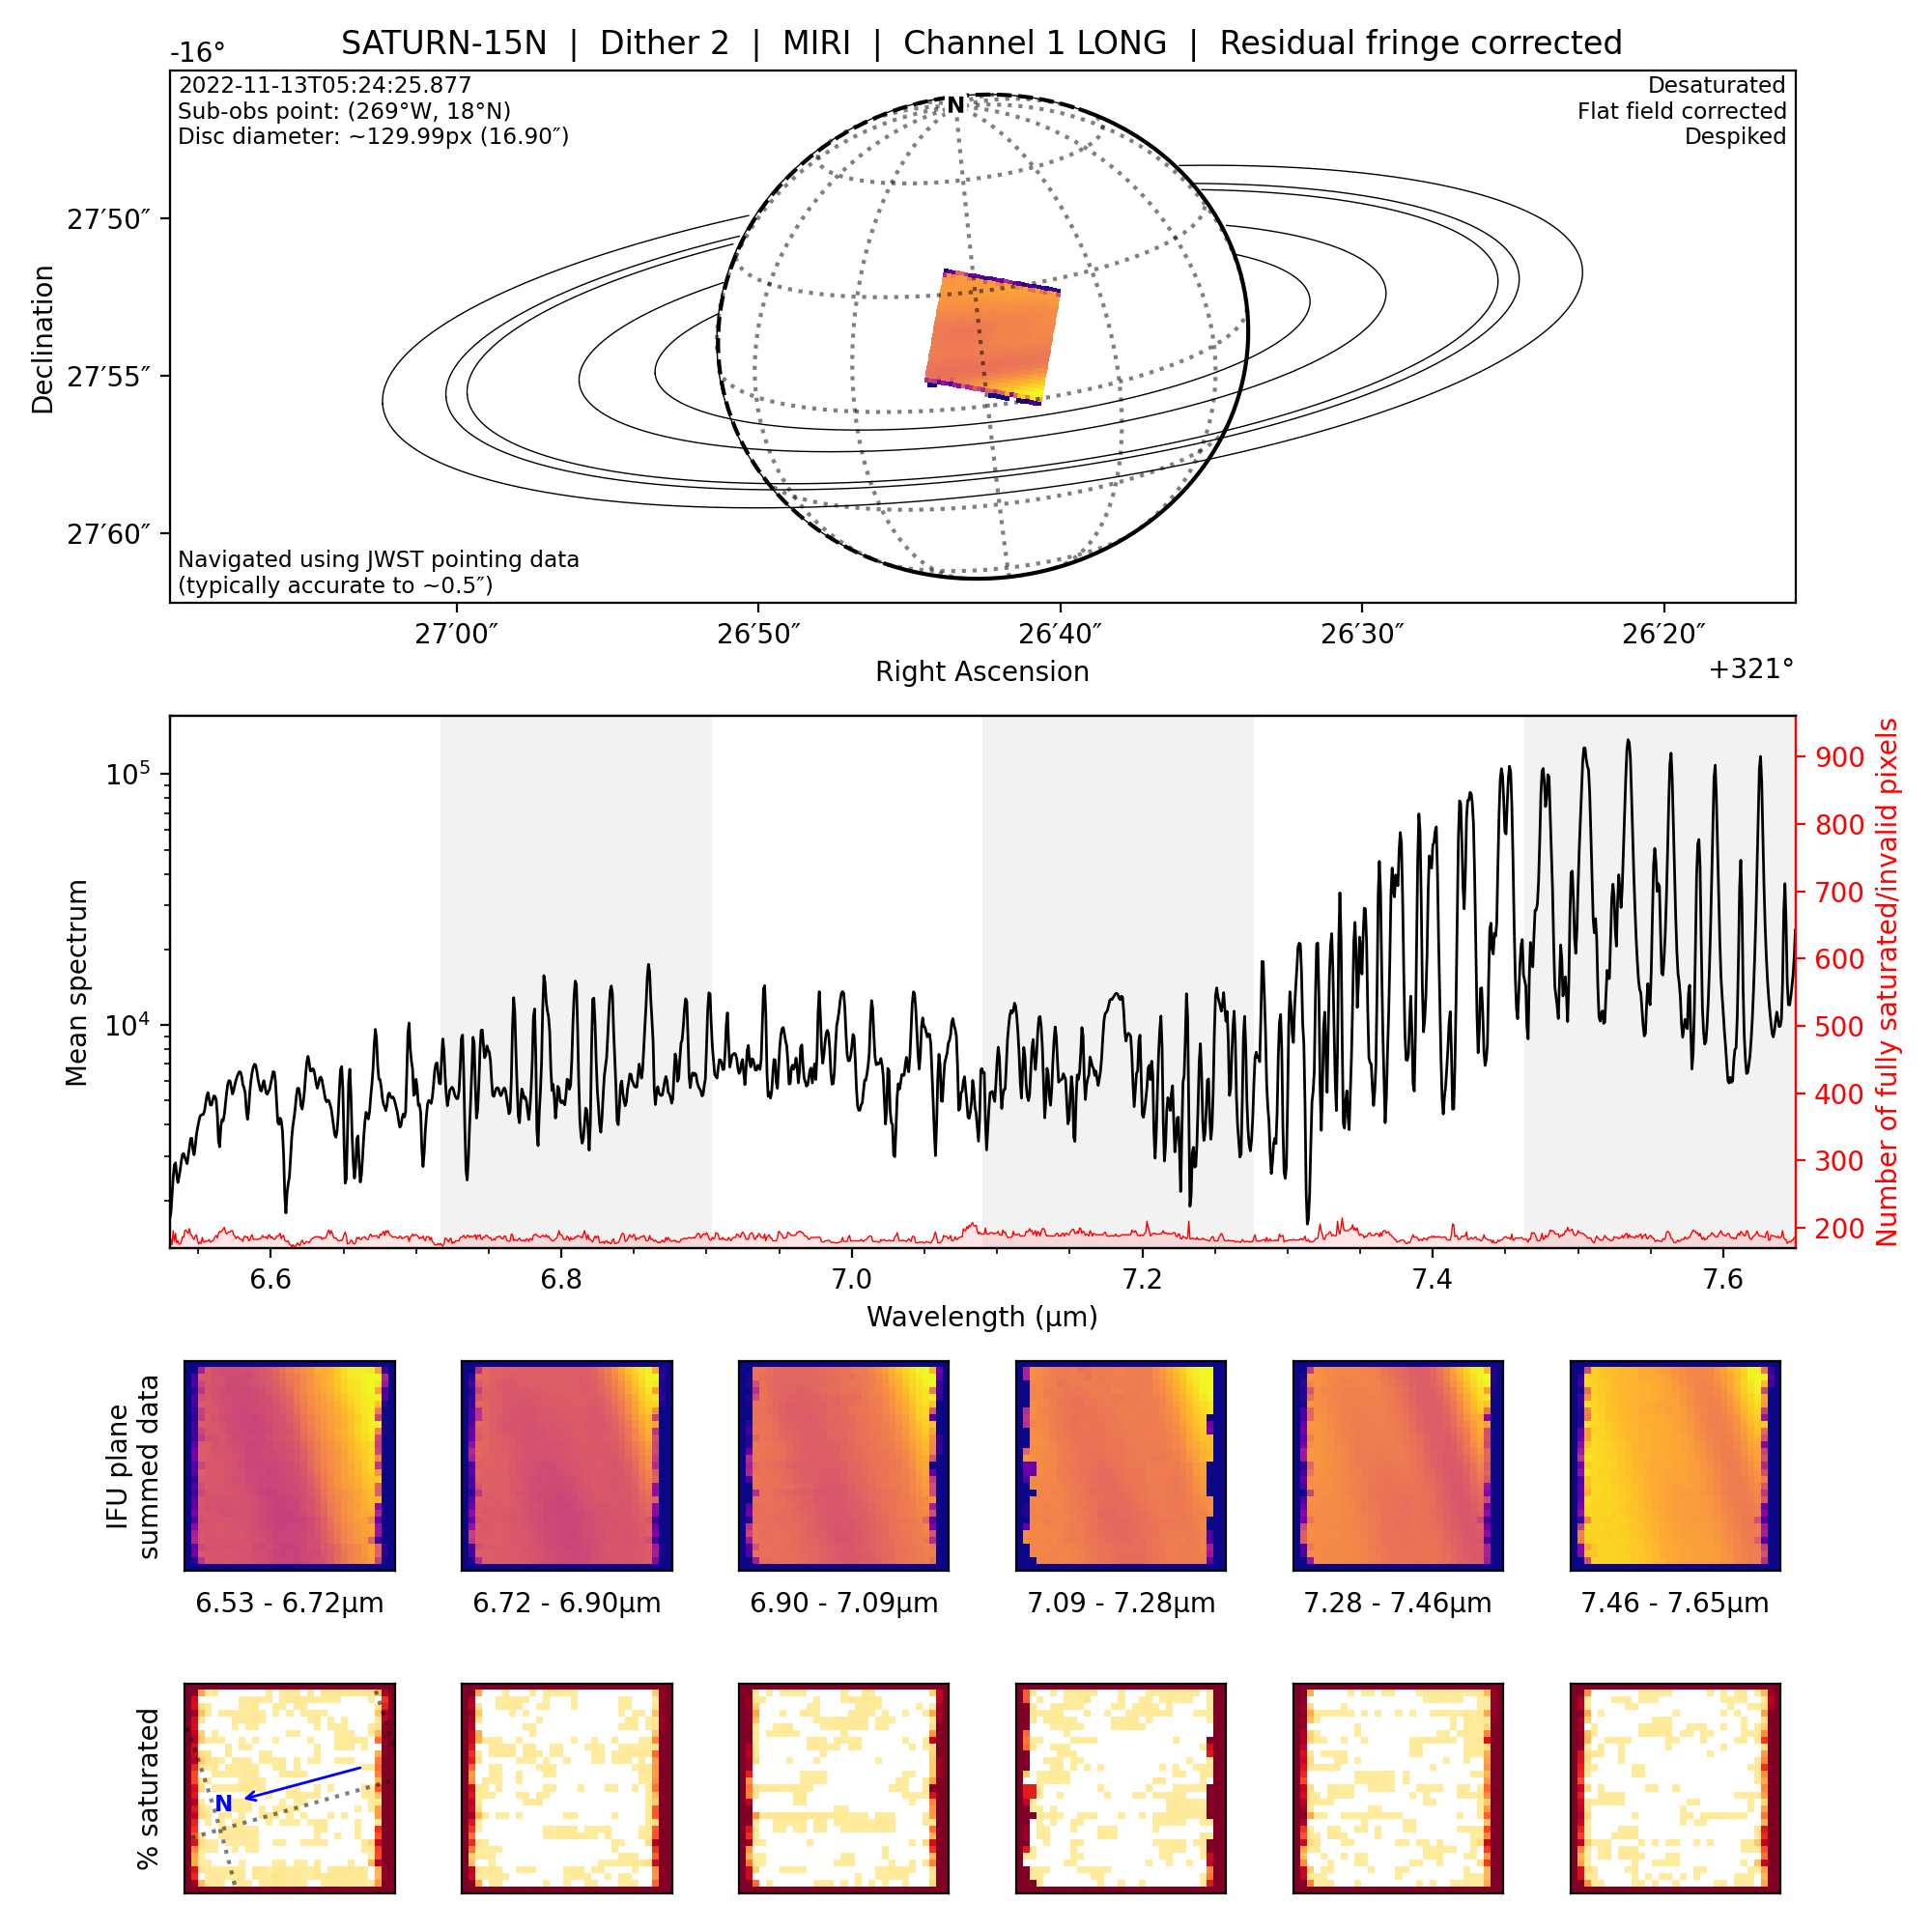 SATURN-15N | Dither 2 | MIRI | Channel 1 LONG | Residual fringe corrected
-16°
2022-11-13T05:24:25.877
Sub-obs point: (269°W, 18°N)
Disc diameter: ~129.99px (16.90″)
Desaturated
Flat field corrected
Despiked
N
Declination
27′50″
27′55″
27′60″
Navigated using JWST pointing data
(typically accurate to ~0.5″)
27′00″
26′50″
26′40″
26′30″
26′20″
Right Ascension
+321°
Mean spectrum
10⁵
10⁴
Number of fully saturated/invalid pixels
900
800
700
600
500
400
300
200
6.6
6.8
7.0
7.2
7.4
7.6
Wavelength (µm)
IFU plane
summed data
6.53 - 6.72µm
6.72 - 6.90µm
6.90 - 7.09µm
7.09 - 7.28µm
7.28 - 7.46µm
7.46 - 7.65µm
% saturated
N